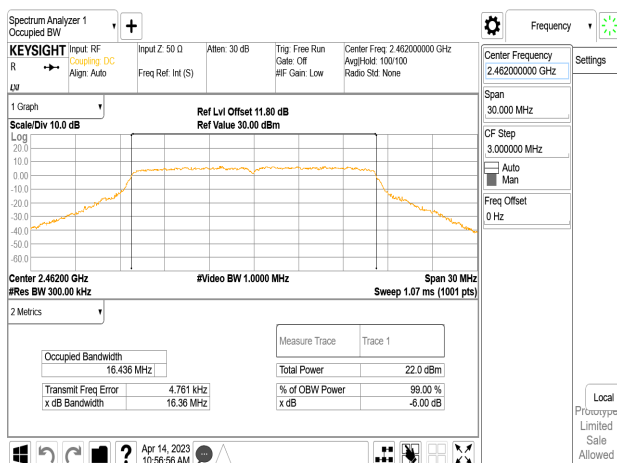 Spectrum Analyzer 1
Occupied BW
Frequency
KEYSIGHT
R
LXI
Input: RF
Coupling: DC
Align: Auto
Input Z: 50 Ω
Freq Ref: Int (S)
Atten: 30 dB
Trig: Free Run
Gate: Off
#IF Gain: Low
Center Freq: 2.462000000 GHz
Avg|Hold: 100/100
Radio Std: None
Center Frequency
2.462000000 GHz
Settings
Span
30.000 MHz
CF Step
3.000000 MHz
Auto
Man
Freq Offset
0 Hz
1 Graph
Ref Lvl Offset 11.80 dB
Scale/Div 10.0 dB
Ref Value 30.00 dBm
Log
20.0
10.0
0.00
-10.0
-20.0
-30.0
-40.0
-50.0
-60.0
Center 2.46200 GHz
#Video BW 1.0000 MHz
Span 30 MHz
#Res BW 300.00 kHz
Sweep 1.07 ms (1001 pts)
2 Metrics
Measure Trace
Trace 1
Occupied Bandwidth
16.436 MHz
Total Power
22.0 dBm
Transmit Freq Error
4.761 kHz
% of OBW Power
99.00 %
x dB Bandwidth
16.36 MHz
x dB
-6.00 dB
Local
Prototype
Limited
Sale
Allowed
Apr 14, 2023
10:56:56 AM